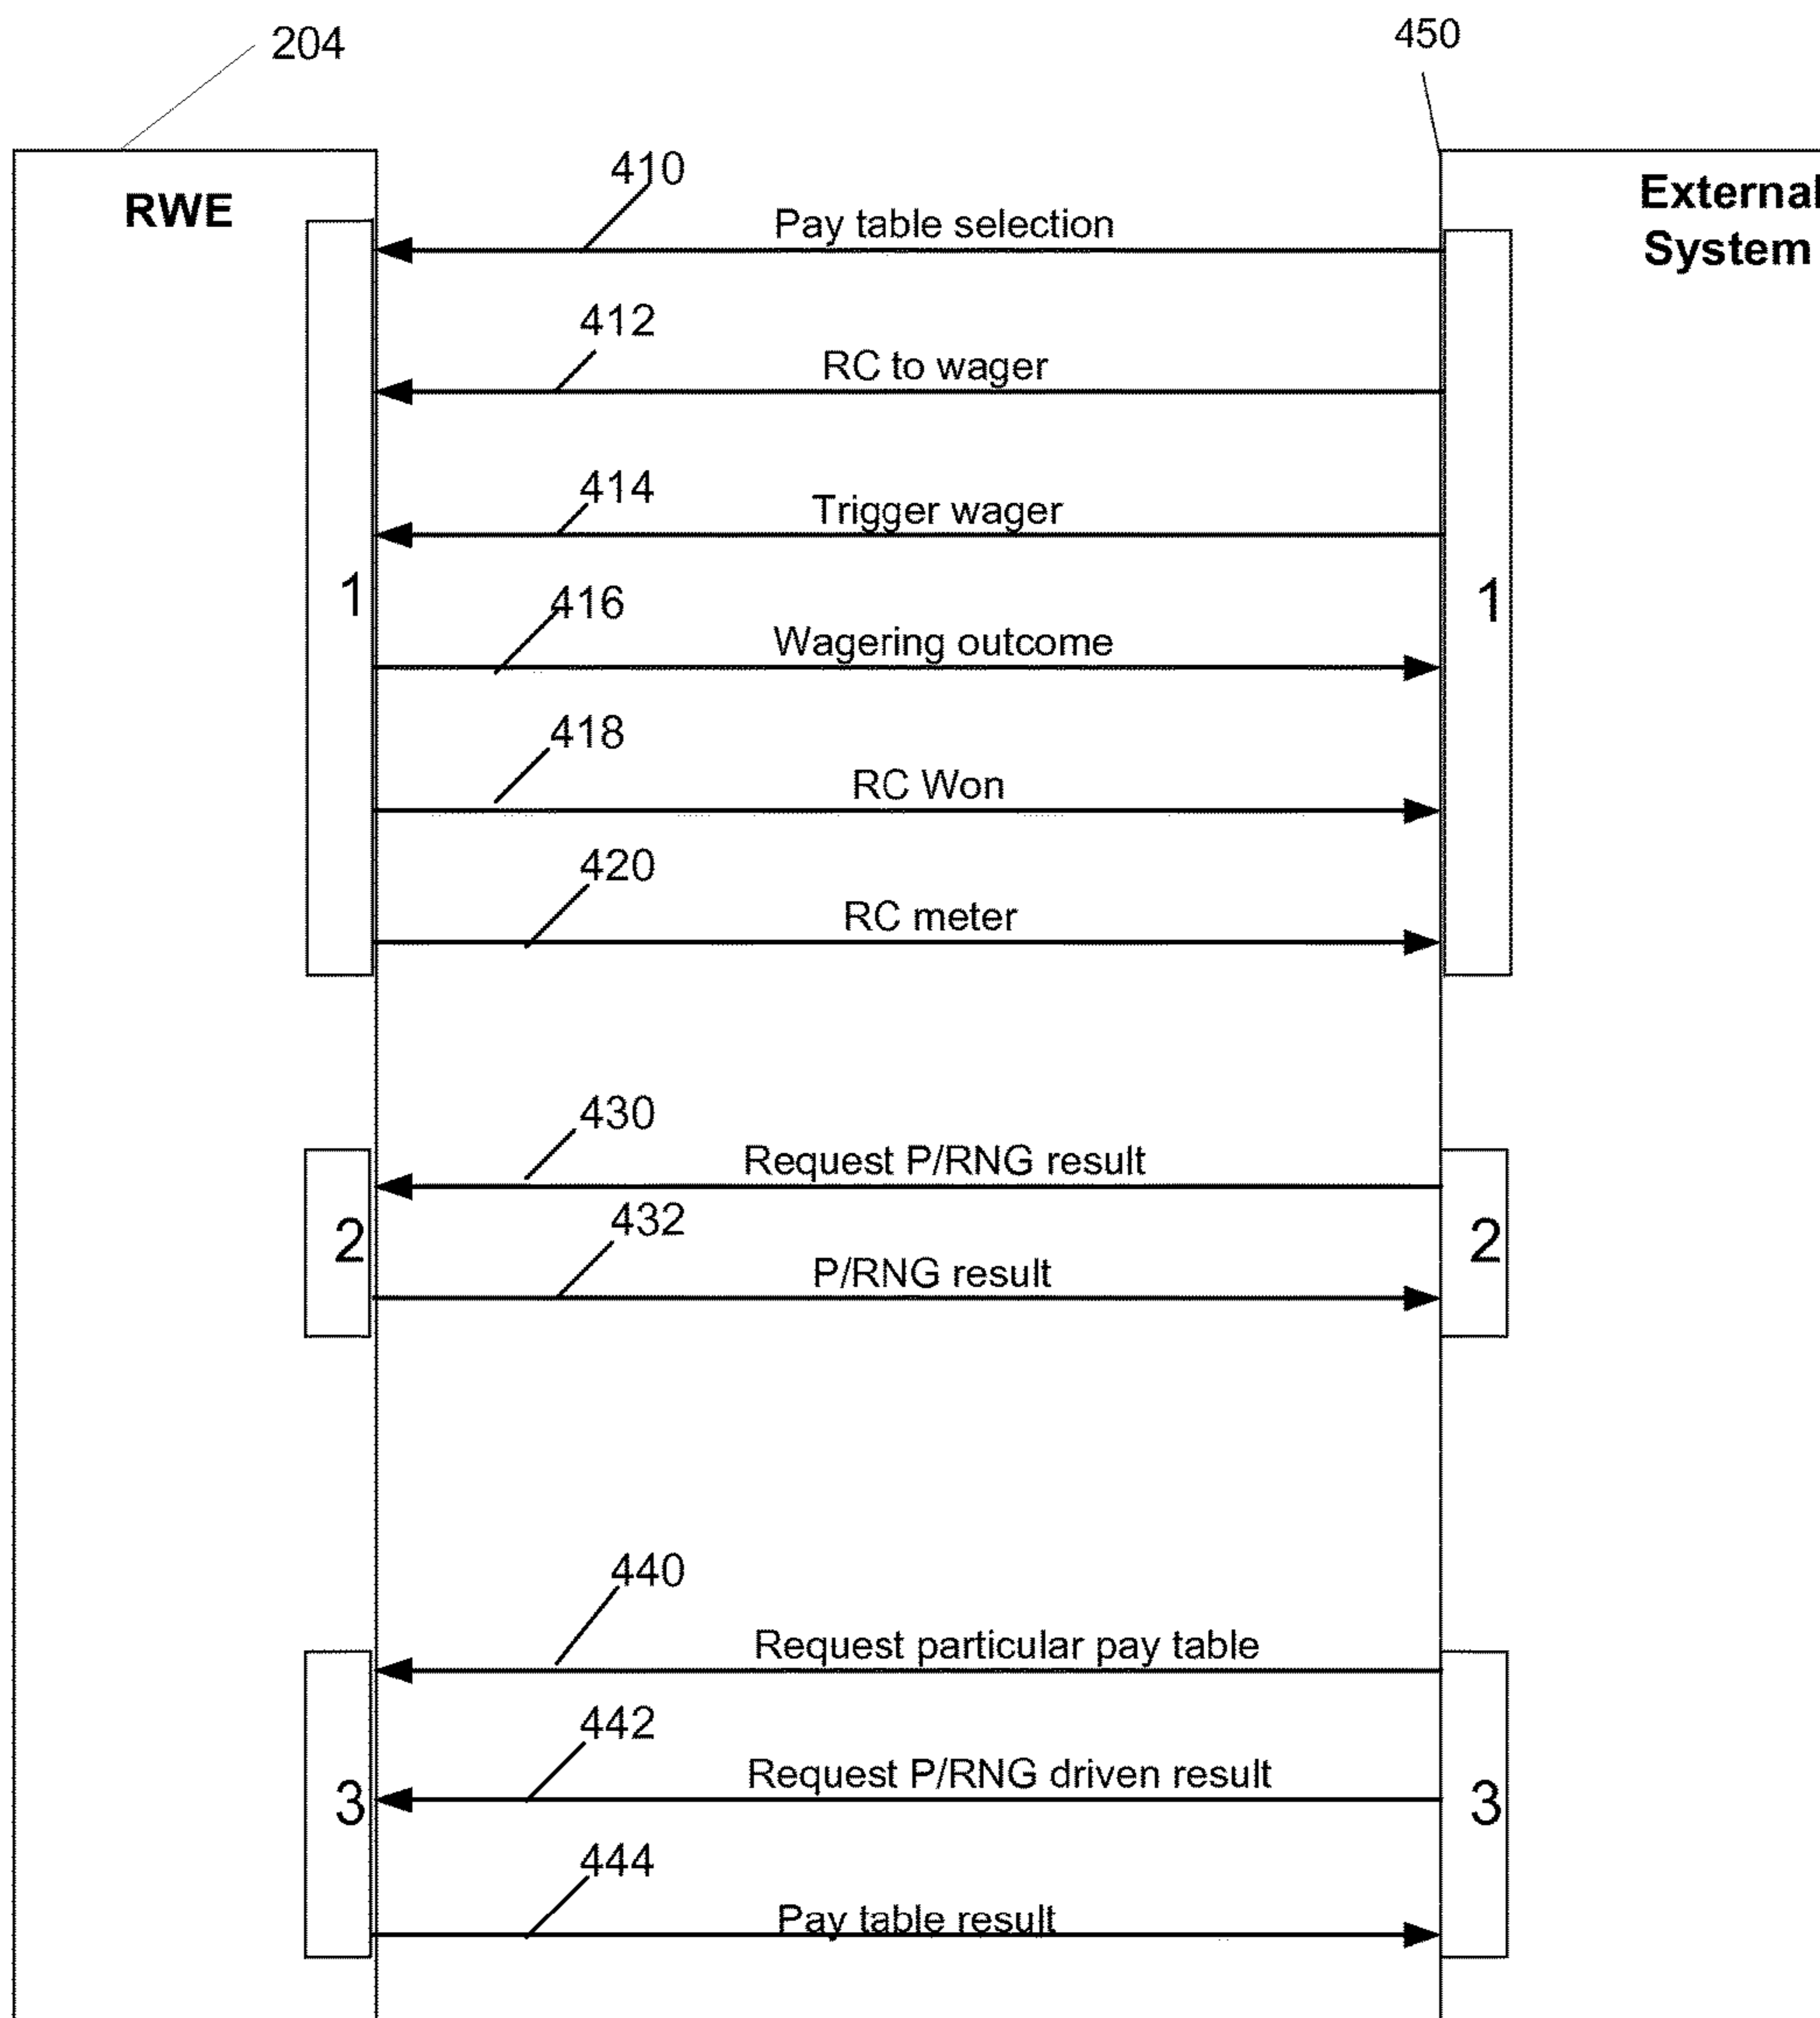 204
450
RWE
External
System
410
Pay table selection
412
RC to wager
414
Trigger wager
1
1
416
Wagering outcome
418
RC Won
420
RC meter
430
Request P/RNG result
2
2
432
P/RNG result
440
Request particular pay table
442
Request P/RNG driven result
3
3
444
Pay table result